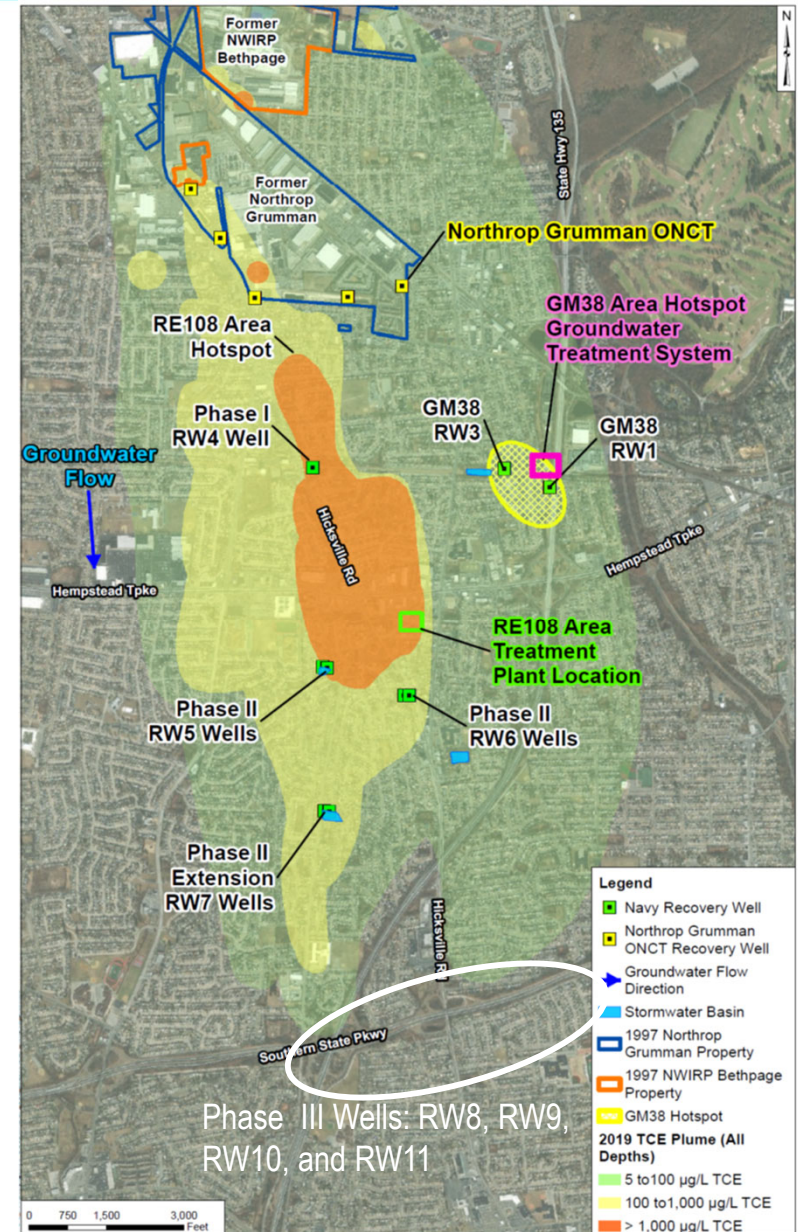 Former
NWIRP
Bethpage
N
State Hwy 135
Former
Northrop
Grumman
Northrop Grumman ONCT
GM38 Area Hotspot
Groundwater
Treatment System
RE108 Area
Hotspot
Phase I
RW4 Well
GM38
RW3
GM38
RW1
Groundwater
Flow
Hicksville Rd
Hempstead Tpke
Hempstead Tpke
RE108 Area
Treatment
Plant Location
Phase II
RW5 Wells
Phase II
RW6 Wells
Phase II
Extension
RW7 Wells
Hicksville R
Southern State Pkwy
Phase III Wells: RW8, RW9,
RW10, and RW11
Legend
Navy Recovery Well
Northrop Grumman
ONCT Recovery Well
Groundwater Flow
Direction
Stormwater Basin
1997 Northrop
Grumman Property
1997 NWIRP Bethpage
Property
GM38 Hotspot
2019 TCE Plume (All
Depths)
5 to100 µg/L TCE
100 to1,000 µg/L TCE
> 1,000 µg/L TCE
0 750 1,500 3,000
Feet